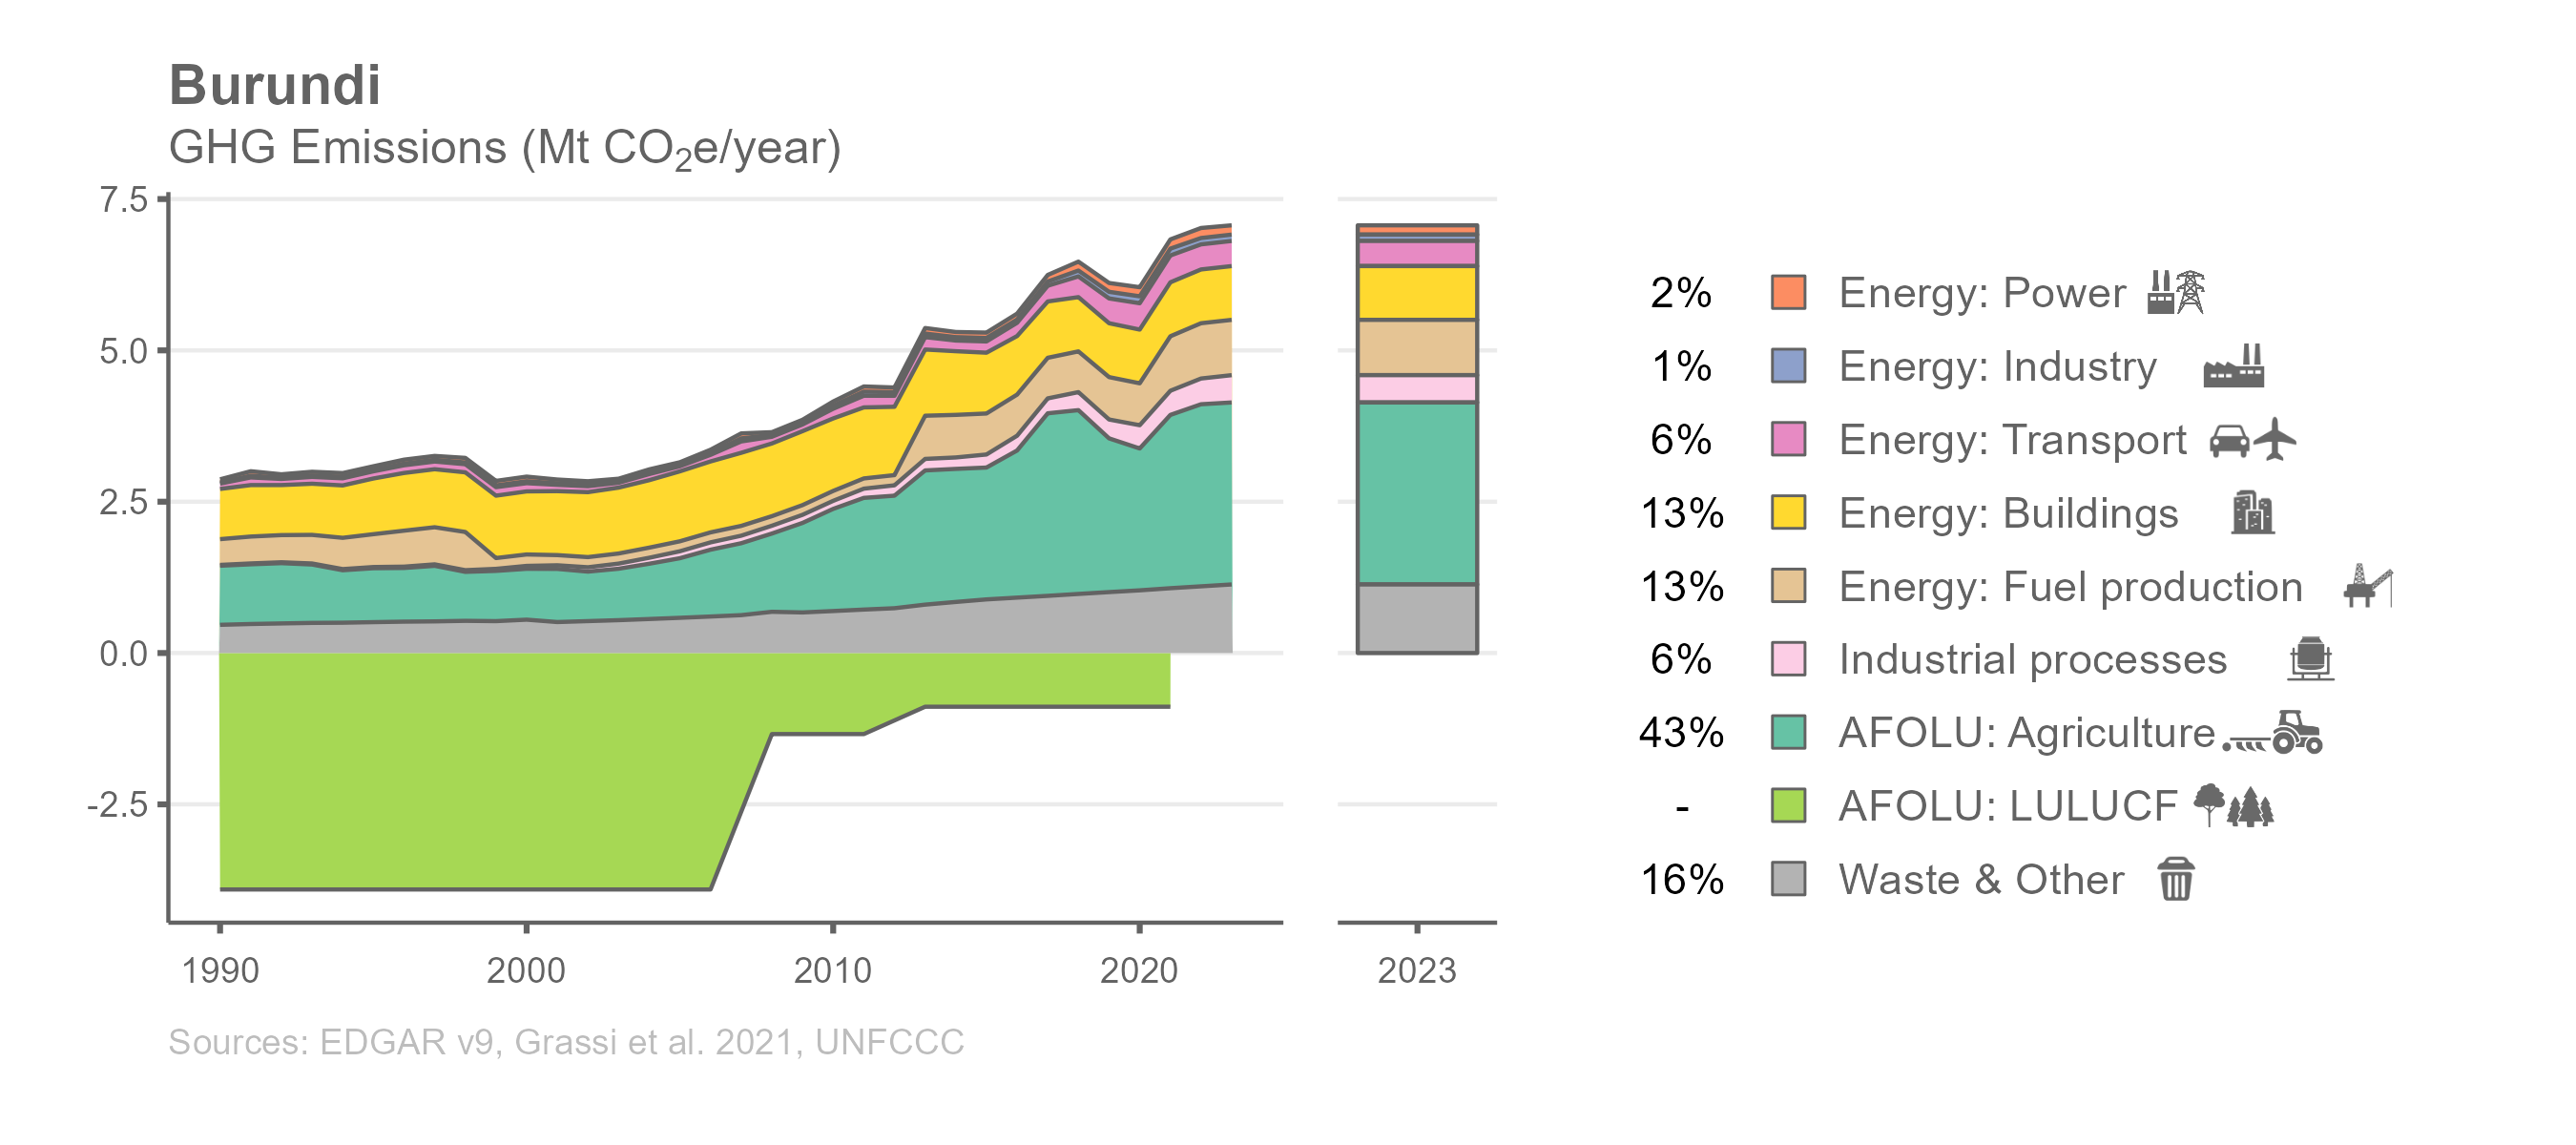 Burundi
GHG Emissions (Mt CO₂e/year)
7.5
5.0
2.5
0.0
-2.5
1990 2000 2010 2020 2023
2% Energy: Power
1% Energy: Industry
6% Energy: Transport
13% Energy: Buildings
13% Energy: Fuel production
6% Industrial processes
43% AFOLU: Agriculture
- AFOLU: LULUCF
16% Waste & Other
Sources: EDGAR v9, Grassi et al. 2021, UNFCCC